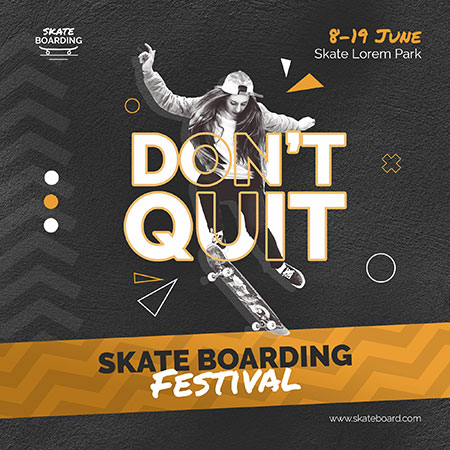 SKATE
BOARDING
8-19 JUNE
Skate Lorem Park
DON'T
QUIT
SKATE BOARDING
FESTIVAL
www.skateboard.com